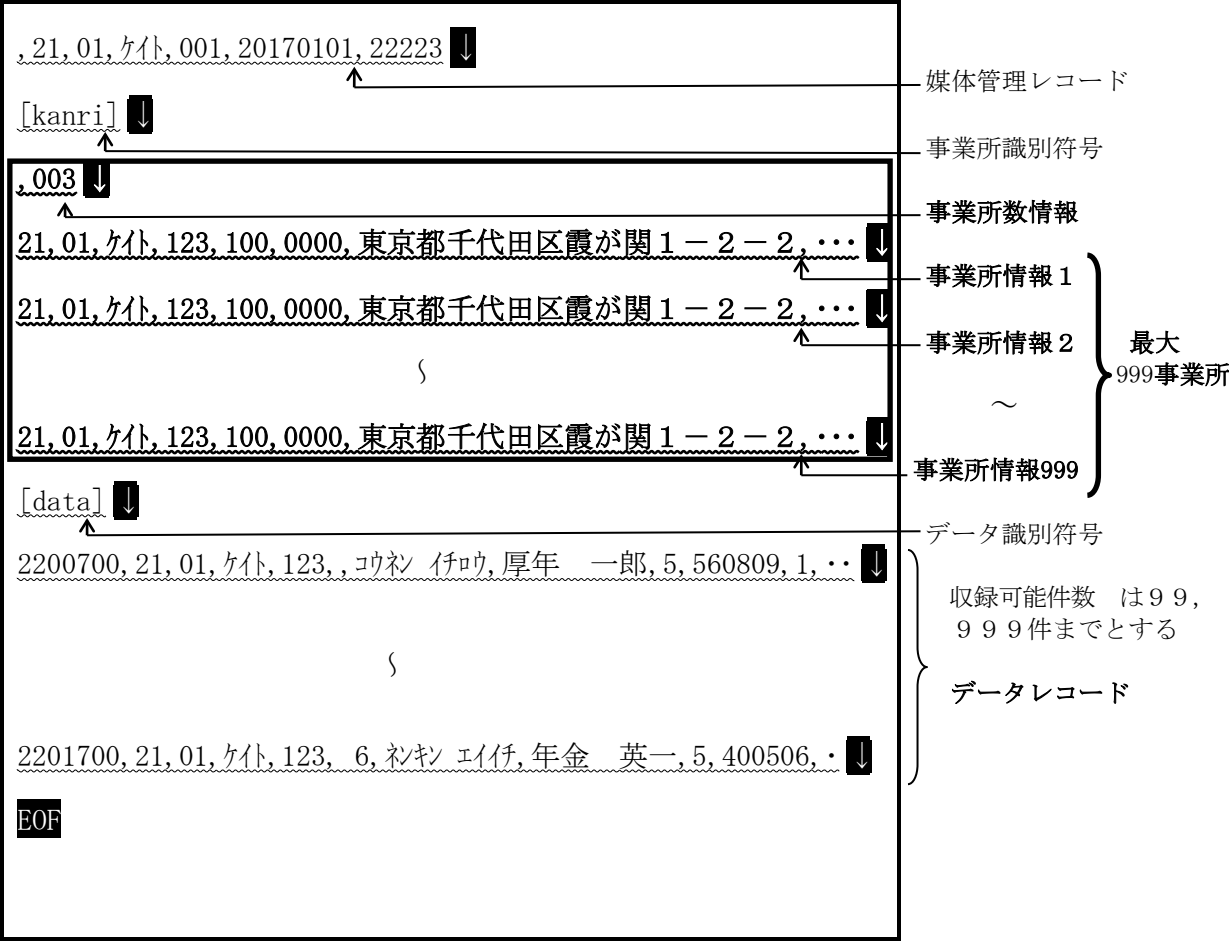 ,21,01,ｹｲﾄ,001,20170101,22223 ↓
媒体管理レコード
[kanri] ↓
事業所識別符号
,003 ↓
事業所数情報
21,01,ｹｲﾄ,123,100,0000,東京都千代田区霞が関１－２－２,･･･ ↓
事業所情報１
21,01,ｹｲﾄ,123,100,0000,東京都千代田区霞が関１－２－２,･･･ ↓
事業所情報２
～
～
最大
999事業所
21,01,ｹｲﾄ,123,100,0000,東京都千代田区霞が関１－２－２,･･･ ↓
事業所情報999
[data] ↓
データ識別符号
2200700,21,01,ｹｲﾄ,123,,ｺｳﾈﾝ ｲﾁﾛｳ,厚年　一郎,5,560809,1,･･ ↓
収録可能件数　は９９,
９９９件までとする
～
データレコード
2201700,21,01,ｹｲﾄ,123, 6,ﾈﾝｷﾝ ｴｲｲﾁ,年金　英一,5,400506,･ ↓
EOF